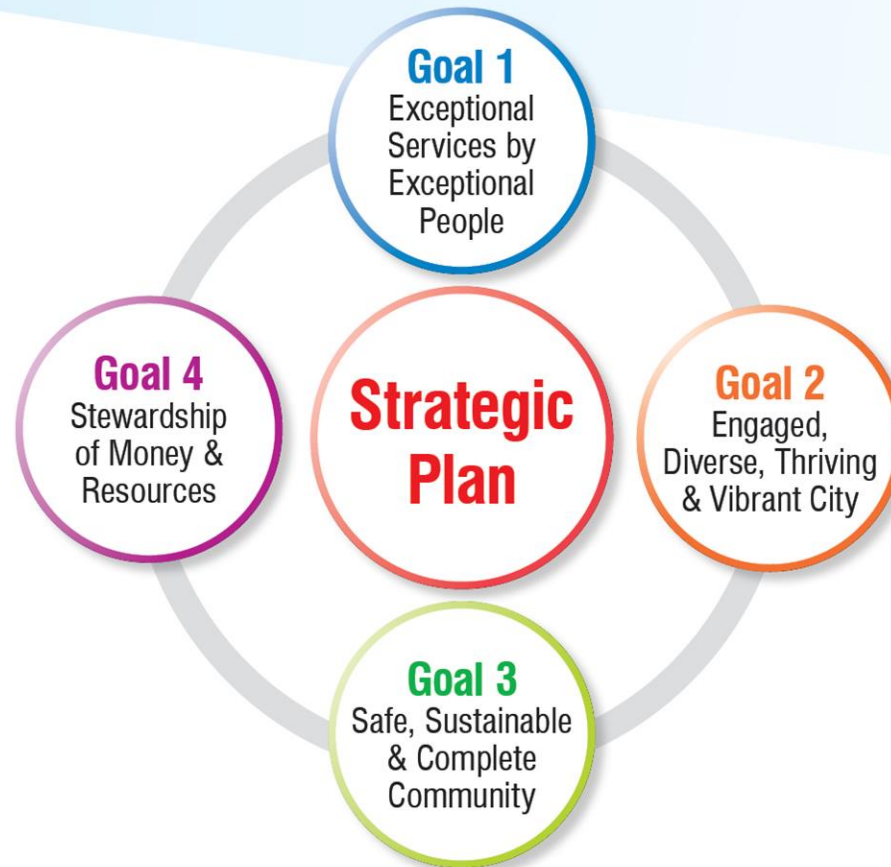 Goal 1
Exceptional
Services by
Exceptional
People
Goal 4
Stewardship
of Money &
Resources
Strategic
Plan
Goal 2
Engaged,
Diverse, Thriving
& Vibrant City
Goal 3
Safe, Sustainable
& Complete
Community